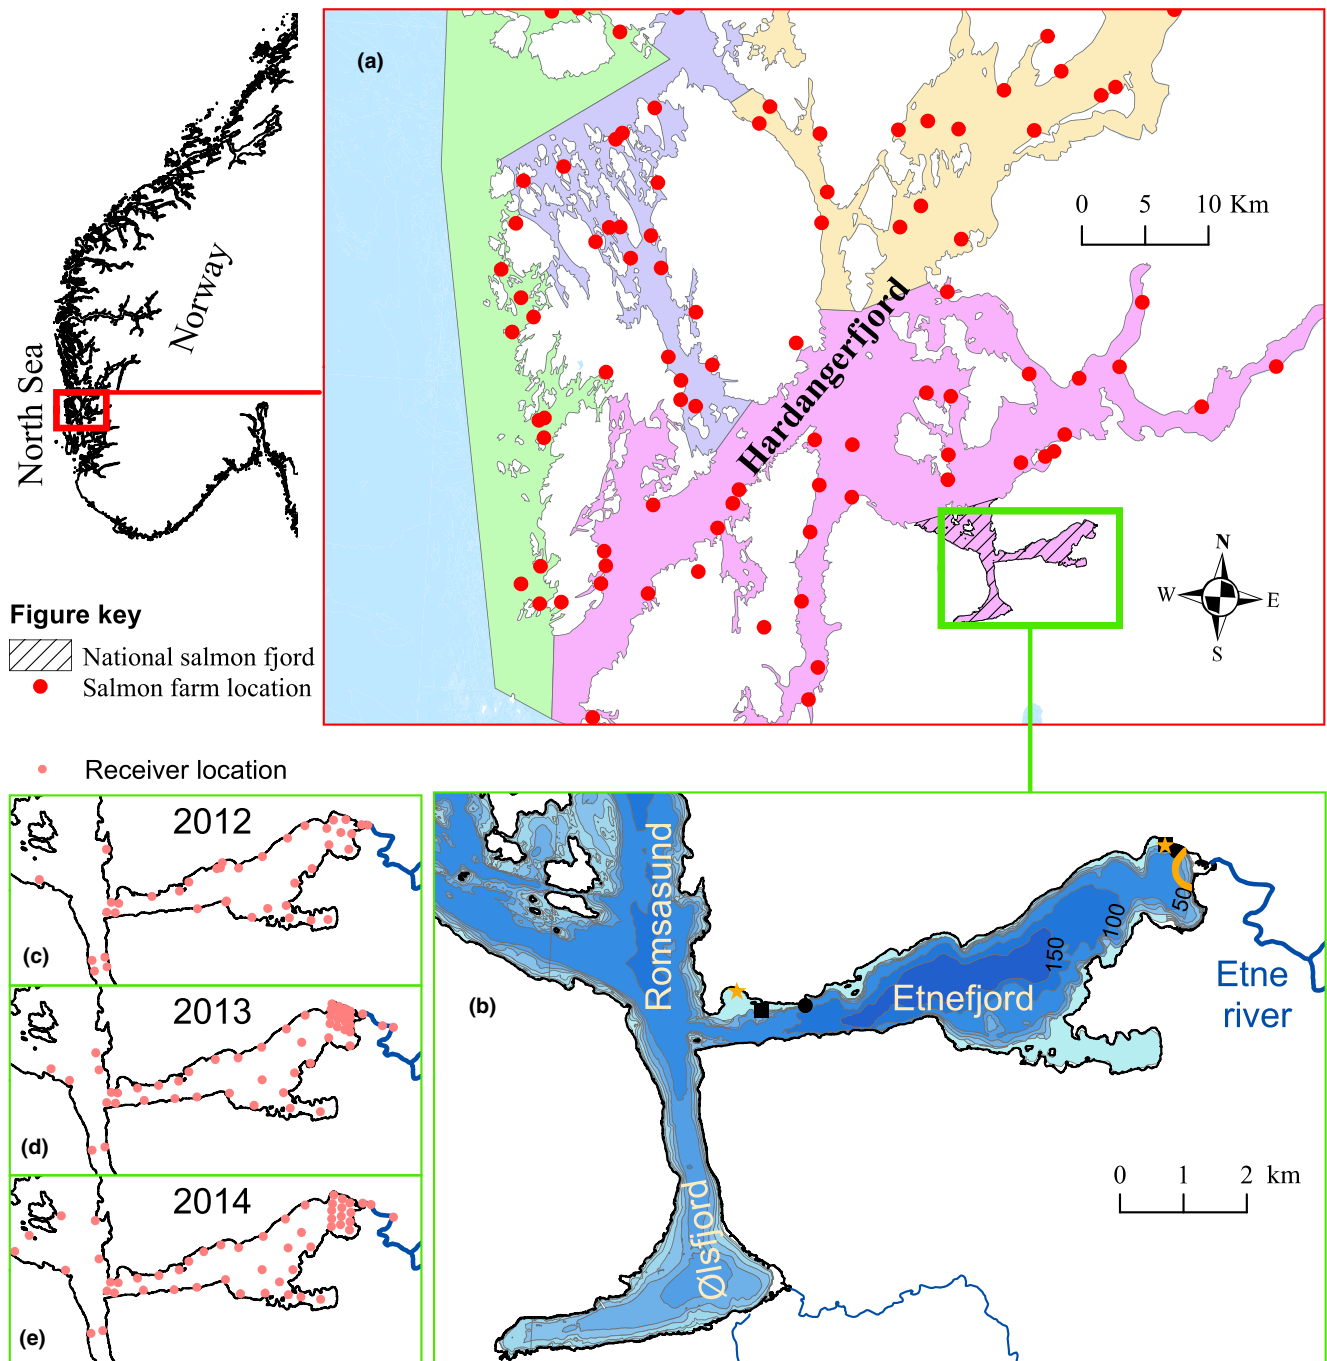 (a)
0 5 10 Km
Norway
North Sea
Hardangerfjord
N
W E
S
Figure key
National salmon fjord
Salmon farm location
Receiver location
2012
(c)
2013
(d)
2014
(e)
Romsasund
(b)
Etnefjord
150
100
50
Etne
river
Ølsfjord
0 1 2 km